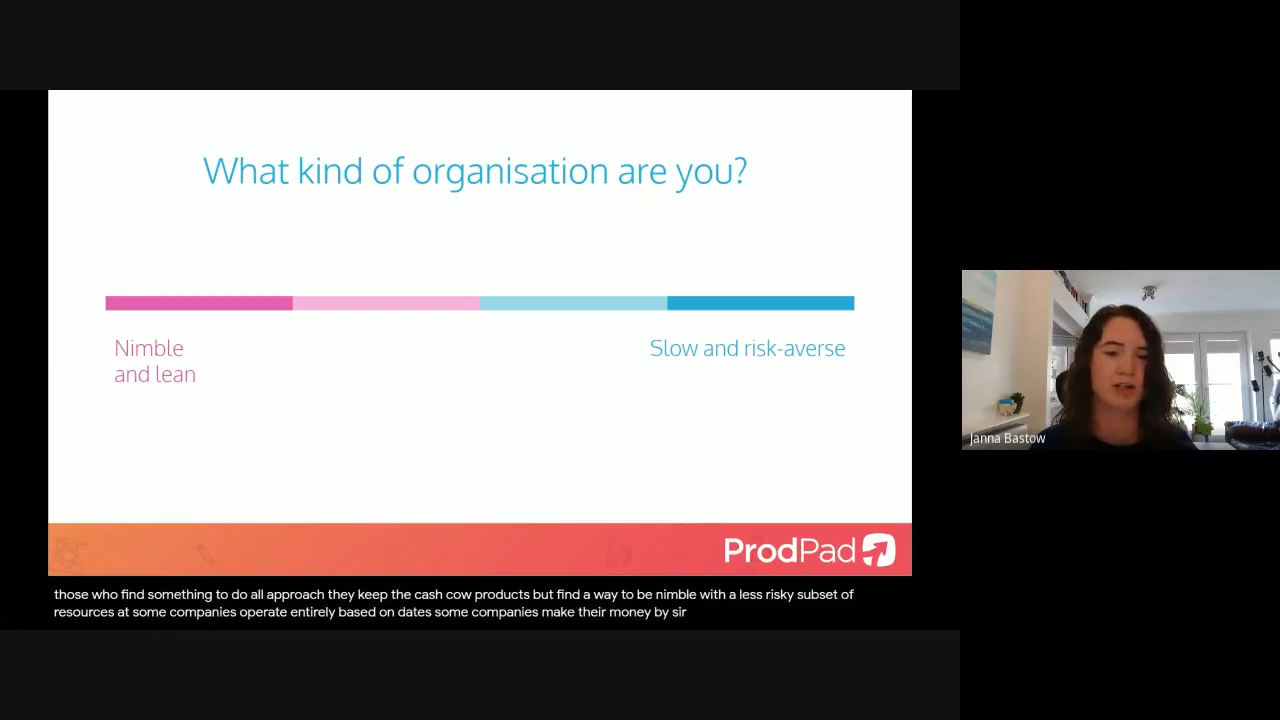 What kind of organisation are you?
Nimble
and lean
Slow and risk-averse
ProdPad
Janna Bastow
those who find something to do all approach they keep the cash cow products but find a way to be nimble with a less risky subset of
resources at some companies operate entirely based on dates some companies make their money by sir